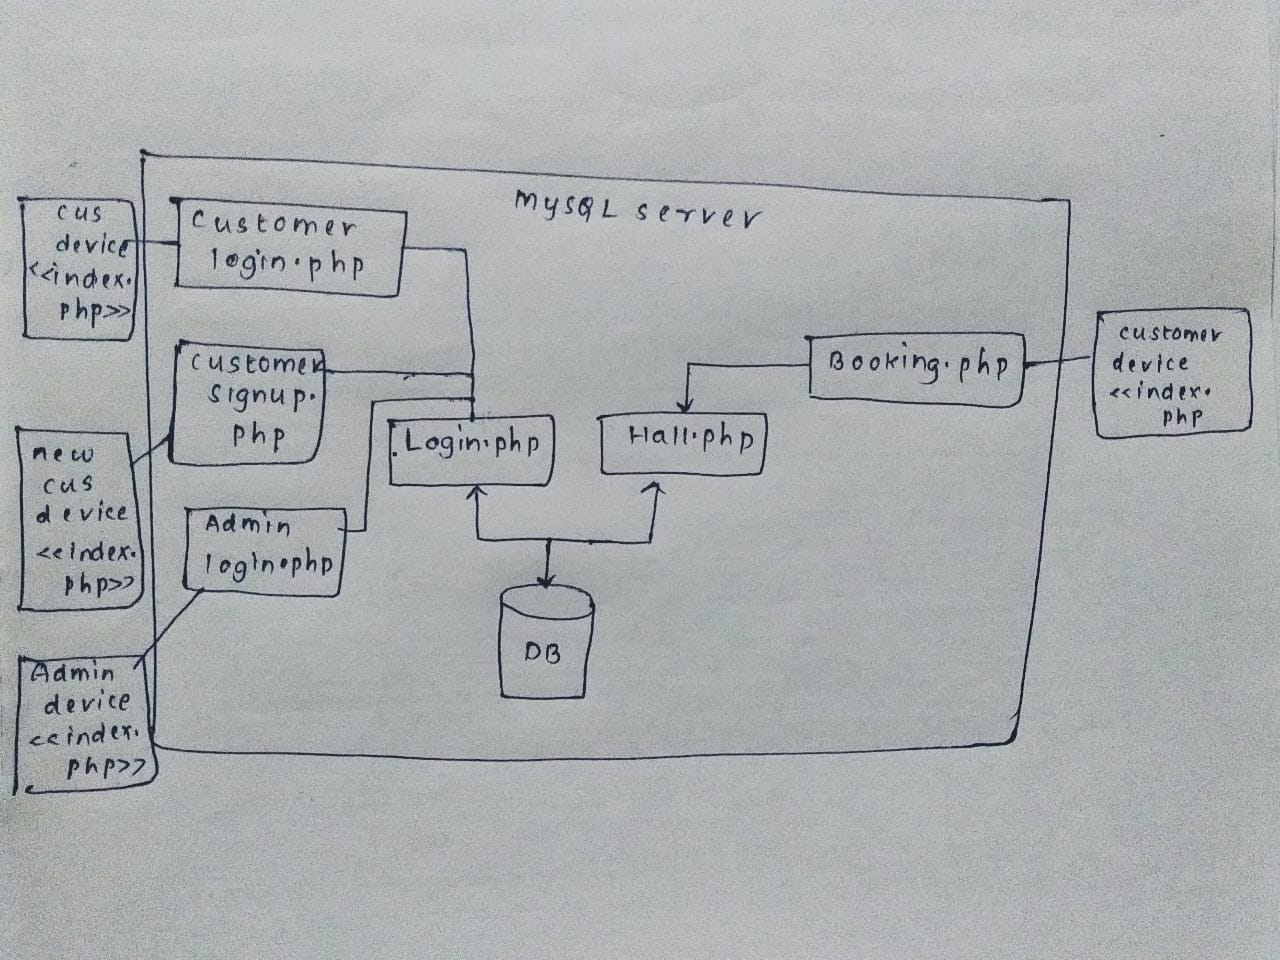 MySQL server
cus
device
<<index.
php>>
Customer
login.php
Customer
Signup.
php
new
cus
device
<<index.
php>>
Login.php
Hall.php
Booking.php
customer
device
<<index.
php
Admin
login.php
Admin
device
<<index.
php>>
DB